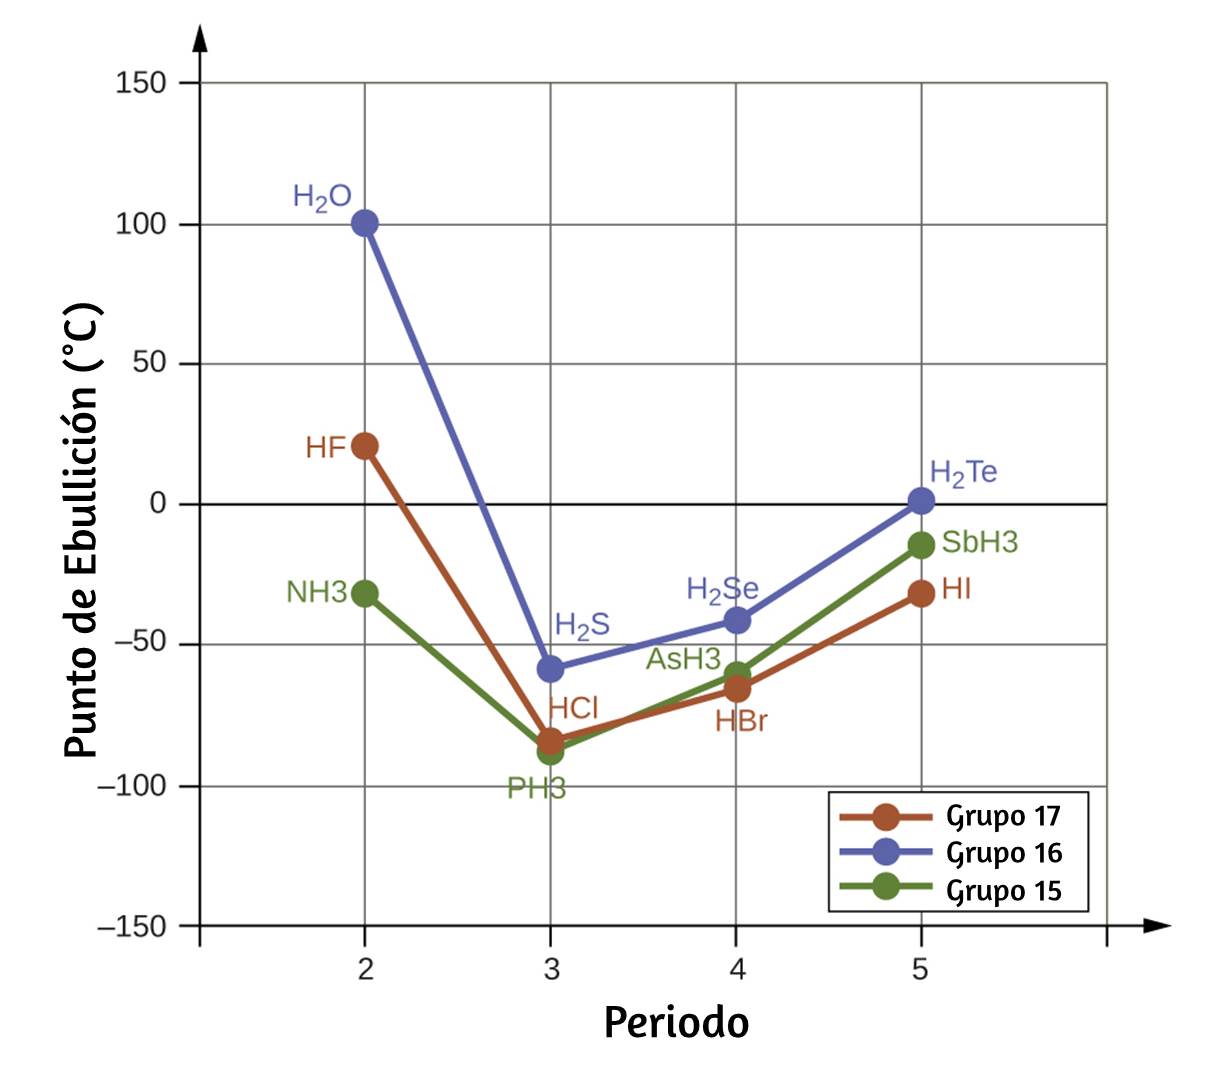 150
H₂O
100
Punto de Ebullición (°C)
50
HF
H₂Te
0
SbH3
NH3
H₂Se
HI
H₂S
–50
AsH3
HCl
HBr
–100
PH3
Grupo 17
Grupo 16
Grupo 15
–150
2 3 4 5
Periodo